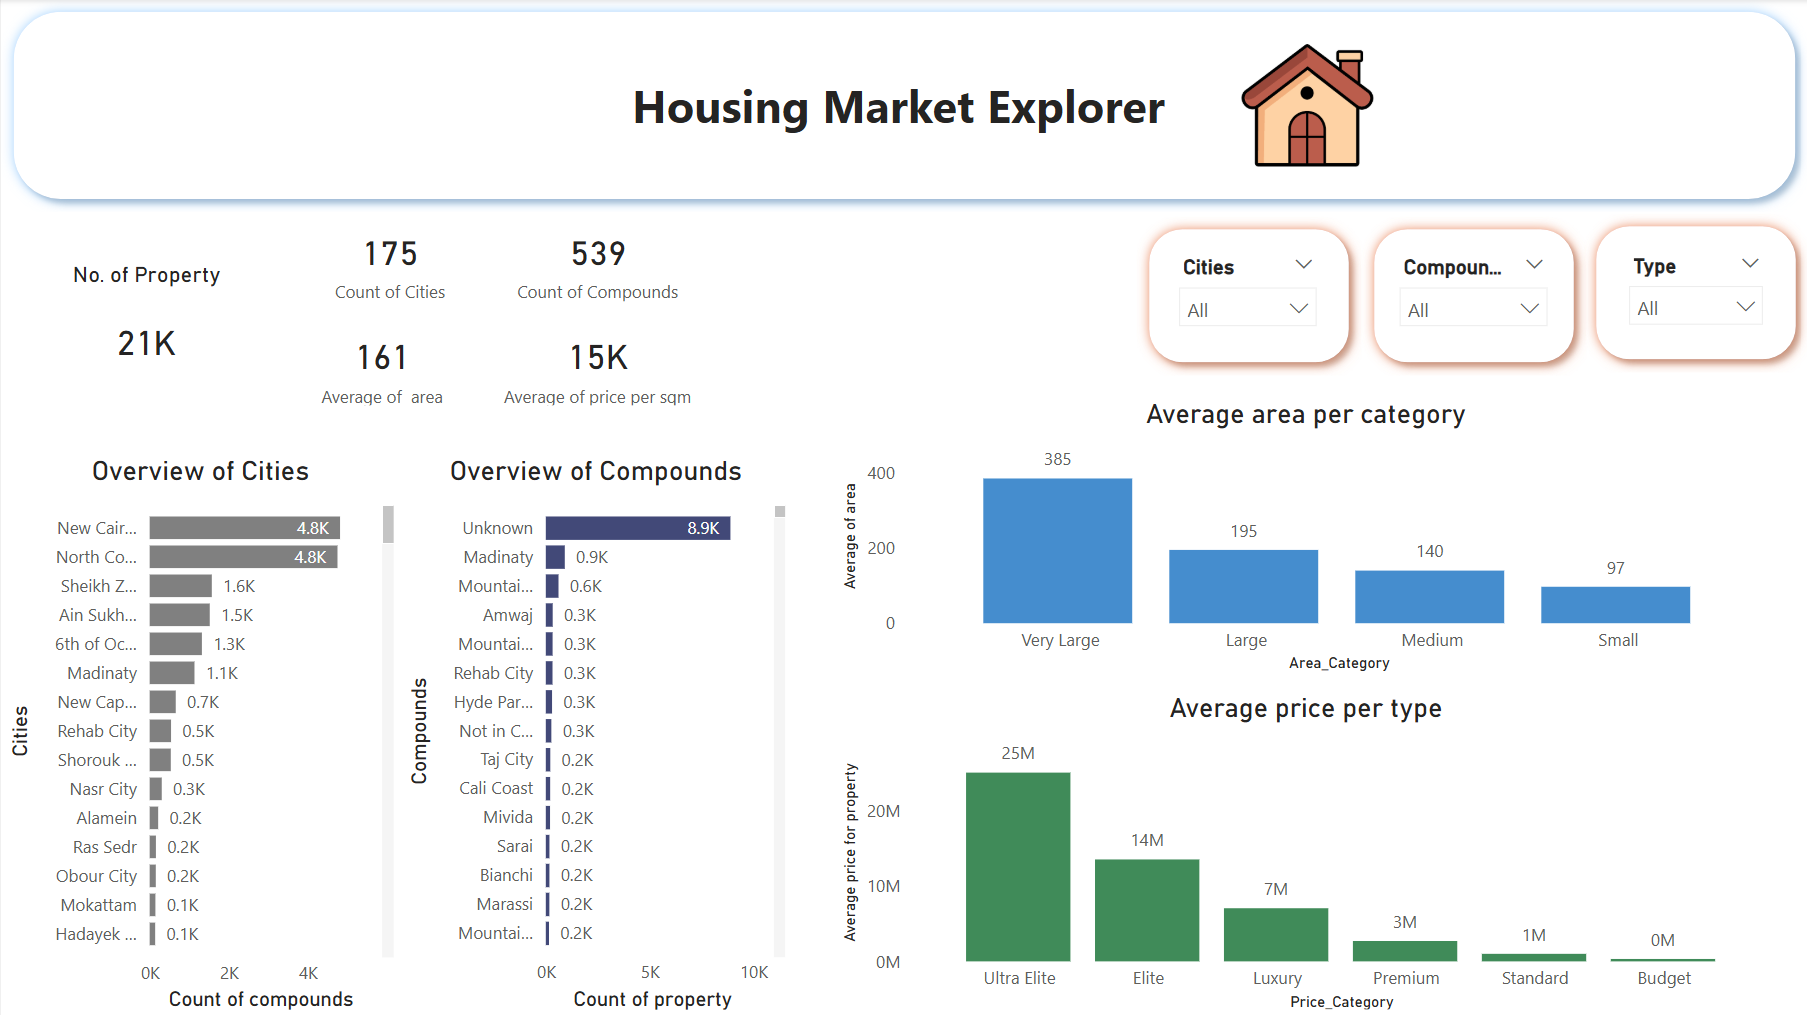 Housing Market Explorer
No. of Property
21K
175
Count of Cities
539
Count of Compounds
161
Average of  area
15K
Average of price per sqm
Cities
All
Compoun...
All
Type
All
Overview of Cities
Cities
New Cair...
4.8K
North Co...
4.8K
Sheikh Z...
1.6K
Ain Sukh...
1.5K
6th of Oc...
1.3K
Madinaty
1.1K
New Cap...
0.7K
Rehab City
0.5K
Shorouk ...
0.5K
Nasr City
0.3K
Alamein
0.2K
Ras Sedr
0.2K
Obour City
0.2K
Mokattam
0.1K
Hadayek ...
0.1K
0K 2K 4K
Count of compounds
Overview of Compounds
Compounds
Unknown
8.9K
Madinaty
0.9K
Mountai...
0.6K
Amwaj
0.3K
Mountai...
0.3K
Rehab City
0.3K
Hyde Par...
0.3K
Not in C...
0.3K
Taj City
0.2K
Cali Coast
0.2K
Mivida
0.2K
Sarai
0.2K
Bianchi
0.2K
Marassi
0.2K
Mountai...
0.2K
0K 5K 10K
Count of property
Average area per category
Average of area
400
200
0
385
195
140
97
Very Large Large Medium Small
Area_Category
Average price per type
Average price for property
20M
10M
0M
25M
14M
7M
3M
1M
0M
Ultra Elite Elite Luxury Premium Standard Budget
Price_Category